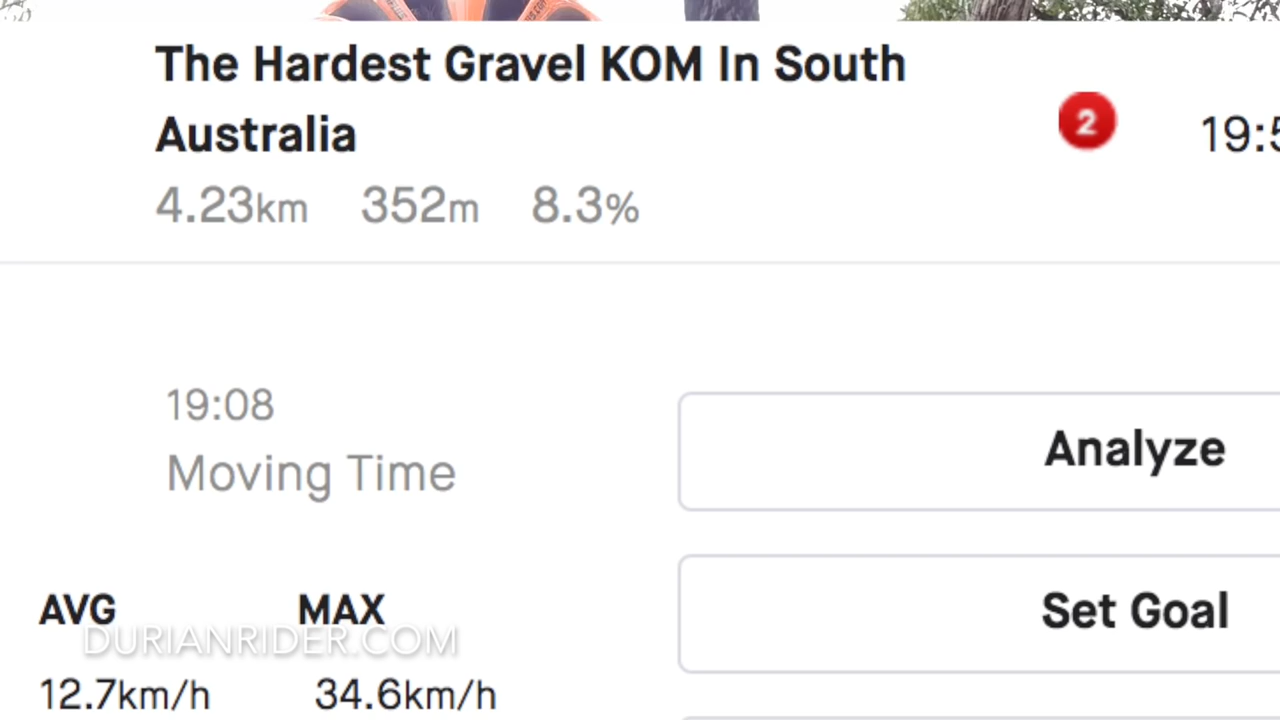 The Hardest Gravel KOM In South
Australia
2
4.23km 352m 8.3%
19:08
Moving Time
Analyze
Set Goal
AVG MAX
DURIANRIDER.COM
12.7km/h 34.6km/h